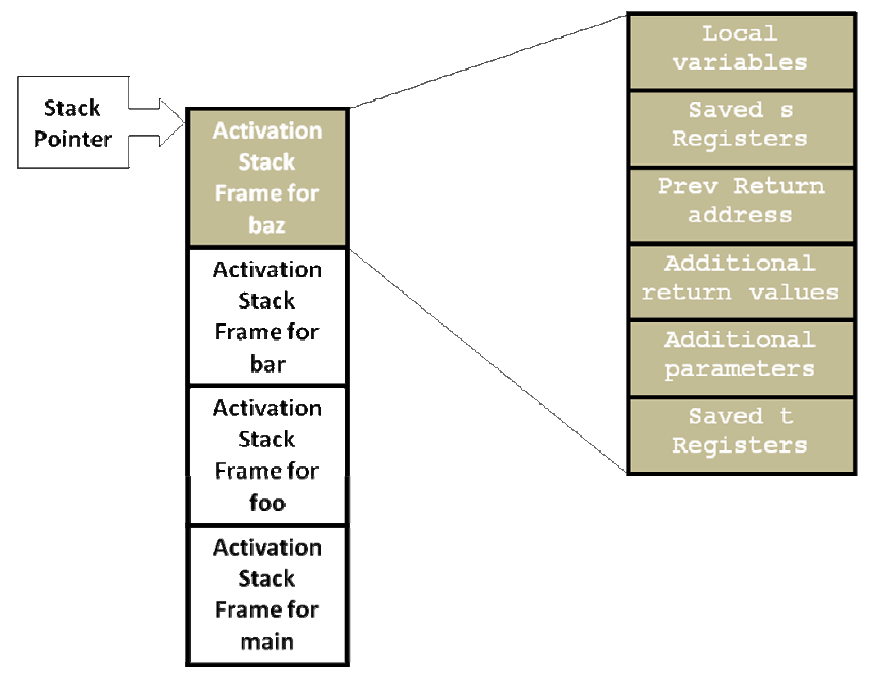 Stack
Pointer
Activation
Stack
Frame for
baz
Activation
Stack
Frame for
bar
Activation
Stack
Frame for
foo
Activation
Stack
Frame for
main
Local
variables
Saved s
Registers
Prev Return
address
Additional
return values
Additional
parameters
Saved t
Registers